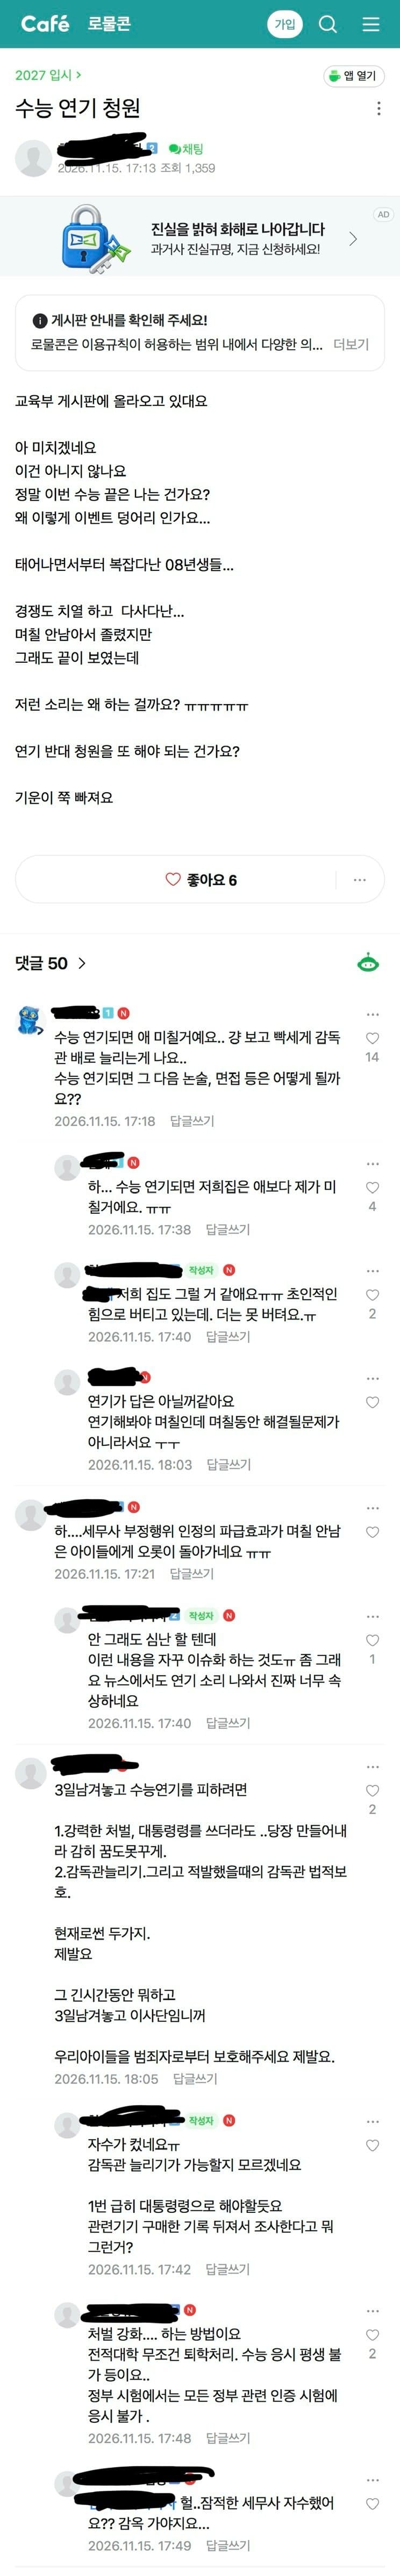 Café 로물콘 가입
2027 입시 >
앱 열기
수능 연기 청원
채팅
2026.11.15. 17:13 조회 1,359
AD
진실을 밝혀 화해로 나아갑니다
과거사 진실규명, 지금 신청하세요!
게시판 안내를 확인해 주세요!
로물콘은 이용규칙이 허용하는 범위 내에서 다양한 의... 더보기
교육부 게시판에 올라오고 있대요
아 미치겠네요
이건 아니지 않나요
정말 이번 수능 끝은 나는 건가요?
왜 이렇게 이벤트 덩어리 인가요...
태어나면서부터 복잡다난 08년생들...
경쟁도 치열 하고 다사다난...
며칠 안남아서 졸렸지만
그래도 끝이 보였는데
저런 소리는 왜 하는 걸까요? ㅠㅠㅠㅠㅠ
연기 반대 청원을 또 해야 되는 건가요?
기운이 쭉 빠져요
좋아요 6
댓글 50 >
1 N
수능 연기되면 애 미칠거예요.. 걍 보고 빡세게 감독
관 배로 늘리는게 나요..
수능 연기되면 그 다음 논술, 면접 등은 어떻게 될까
요??
14
2026.11.15. 17:18 답글쓰기
N
하... 수능 연기되면 저희집은 애보다 제가 미
칠거에요. ㅠㅠ
4
2026.11.15. 17:38 답글쓰기
작성자 N
저희 집도 그럴 거 같애요ㅠㅠ 초인적인
힘으로 버티고 있는데. 더는 못 버텨요.ㅠ
2
2026.11.15. 17:40 답글쓰기
연기가 답은 아닐꺼같아요
연기해봐야 며칠인데 며칠동안 해결될문제가
아니라서요 ㅜㅜ
2026.11.15. 18:03 답글쓰기
N
하....세무사 부정행위 인정의 파급효과가 며칠 안남
은 아이들에게 오롯이 돌아가네요 ㅠㅠ
2026.11.15. 17:21 답글쓰기
작성자 N
안 그래도 심난 할 텐데
이런 내용을 자꾸 이슈화 하는 것도ㅠ 좀 그래
요 뉴스에서도 연기 소리 나와서 진짜 너무 속
상하네요
1
2026.11.15. 17:40 답글쓰기
3일남겨놓고 수능연기를 피하려면
2
1.강력한 처벌, 대통령령를 쓰더라도 ..당장 만들어내
라 감히 꿈도못꾸게.
2.감독관늘리기.그리고 적발했을때의 감독관 법적보
호.
현재로썬 두가지.
제발요
그 긴시간동안 뭐하고
3일남겨놓고 이사단임니꺼
우리아이들을 범죄자로부터 보호해주세요 제발요.
2026.11.15. 18:05 답글쓰기
작성자 N
자수가 컸네요ㅠ
감독관 늘리기가 가능할지 모르겠네요
1번 급히 대통령령으로 해야할듯요
관련기기 구매한 기록 뒤져서 조사한다고 뭐
그런거?
2026.11.15. 17:42 답글쓰기
N
처벌 강화.... 하는 방법이요
전적대학 무조건 퇴학처리. 수능 응시 평생 불
가 등이요..
정부 시험에서는 모든 정부 관련 인증 시험에
응시 불가 .
2
2026.11.15. 17:48 답글쓰기
헐..잠적한 세무사 자수했어
요?? 감옥 가야지요...
2026.11.15. 17:49 답글쓰기